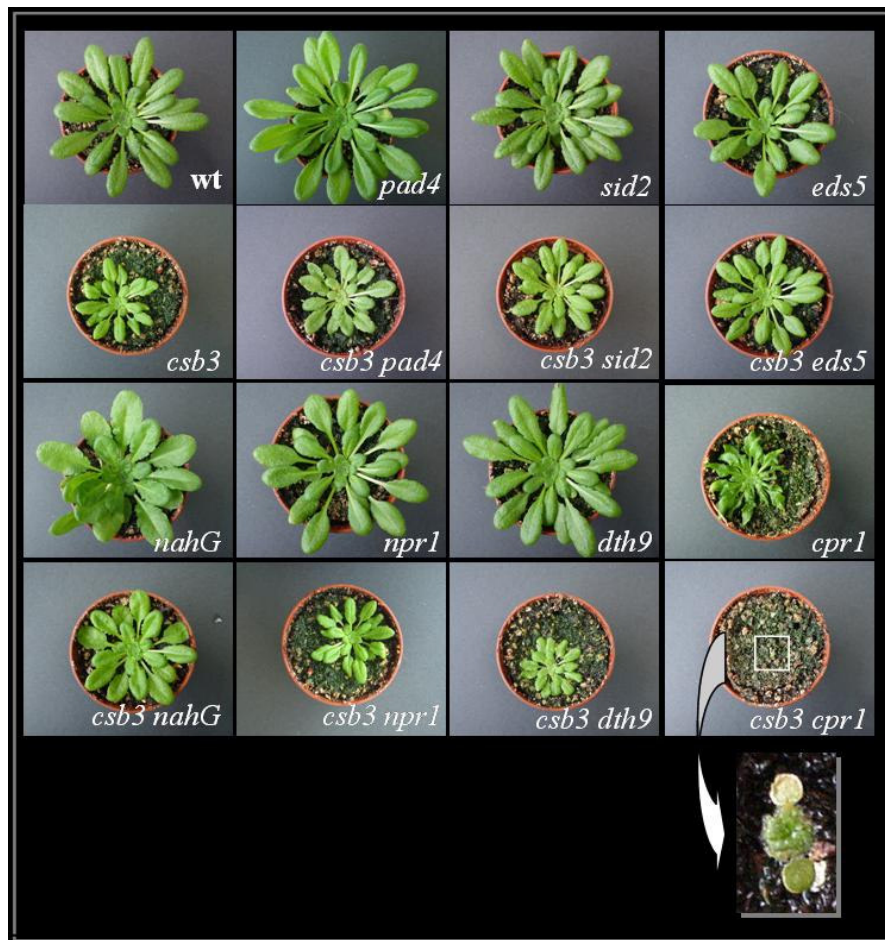 wt
pad4
sid2
eds5
csb3
csb3 pad4
csb3 sid2
csb3 eds5
nahG
npr1
dth9
cpr1
csb3 nahG
csb3 npr1
csb3 dth9
csb3 cpr1